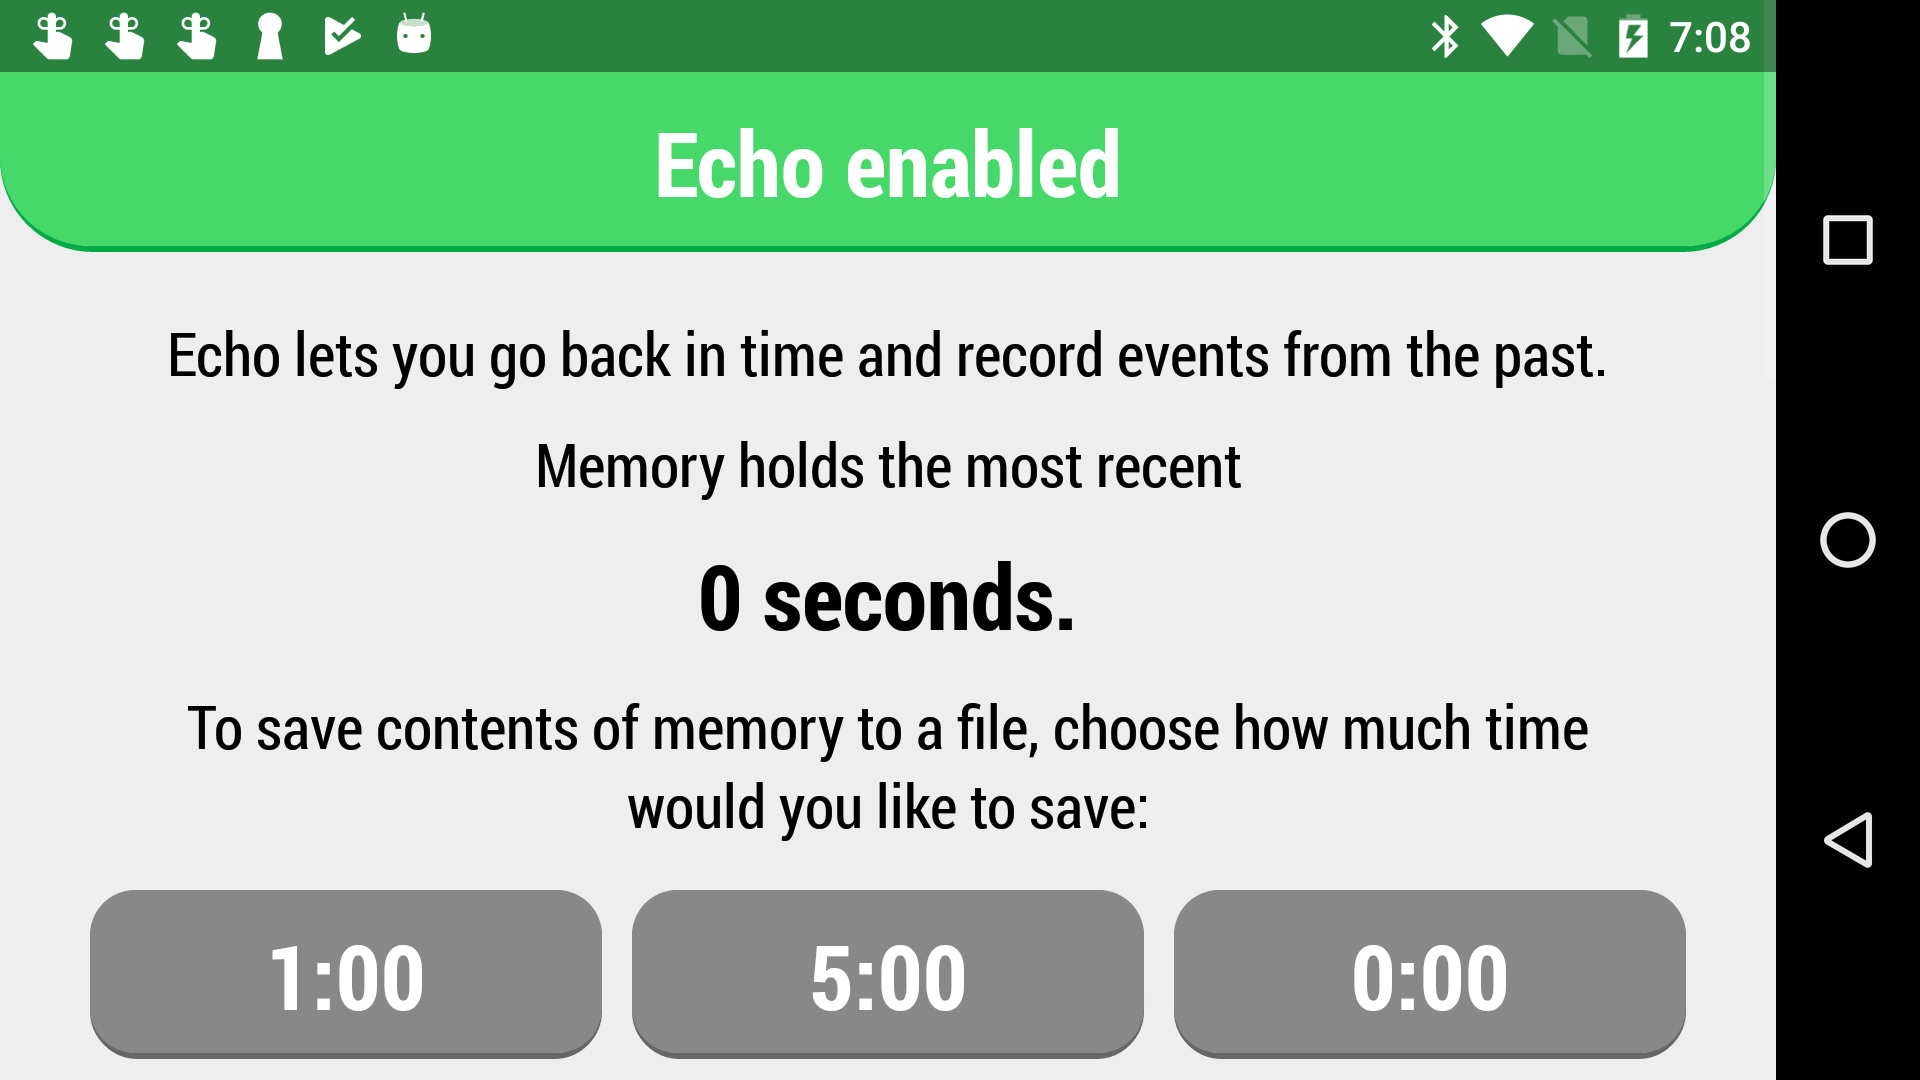 7:08
Echo enabled
Echo lets you go back in time and record events from the past.
Memory holds the most recent
0 seconds.
To save contents of memory to a file, choose how much time
would you like to save:
1:00
5:00
0:00